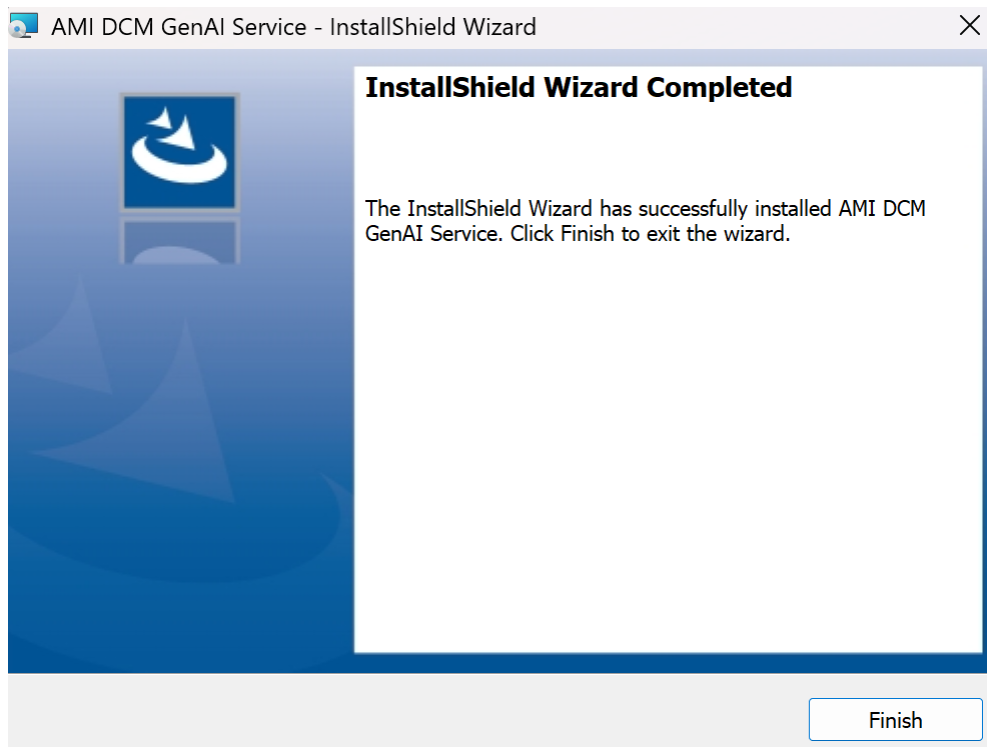 AMI DCM GenAI Service - InstallShield Wizard
InstallShield Wizard Completed
The InstallShield Wizard has successfully installed AMI DCM
GenAI Service. Click Finish to exit the wizard.
Finish